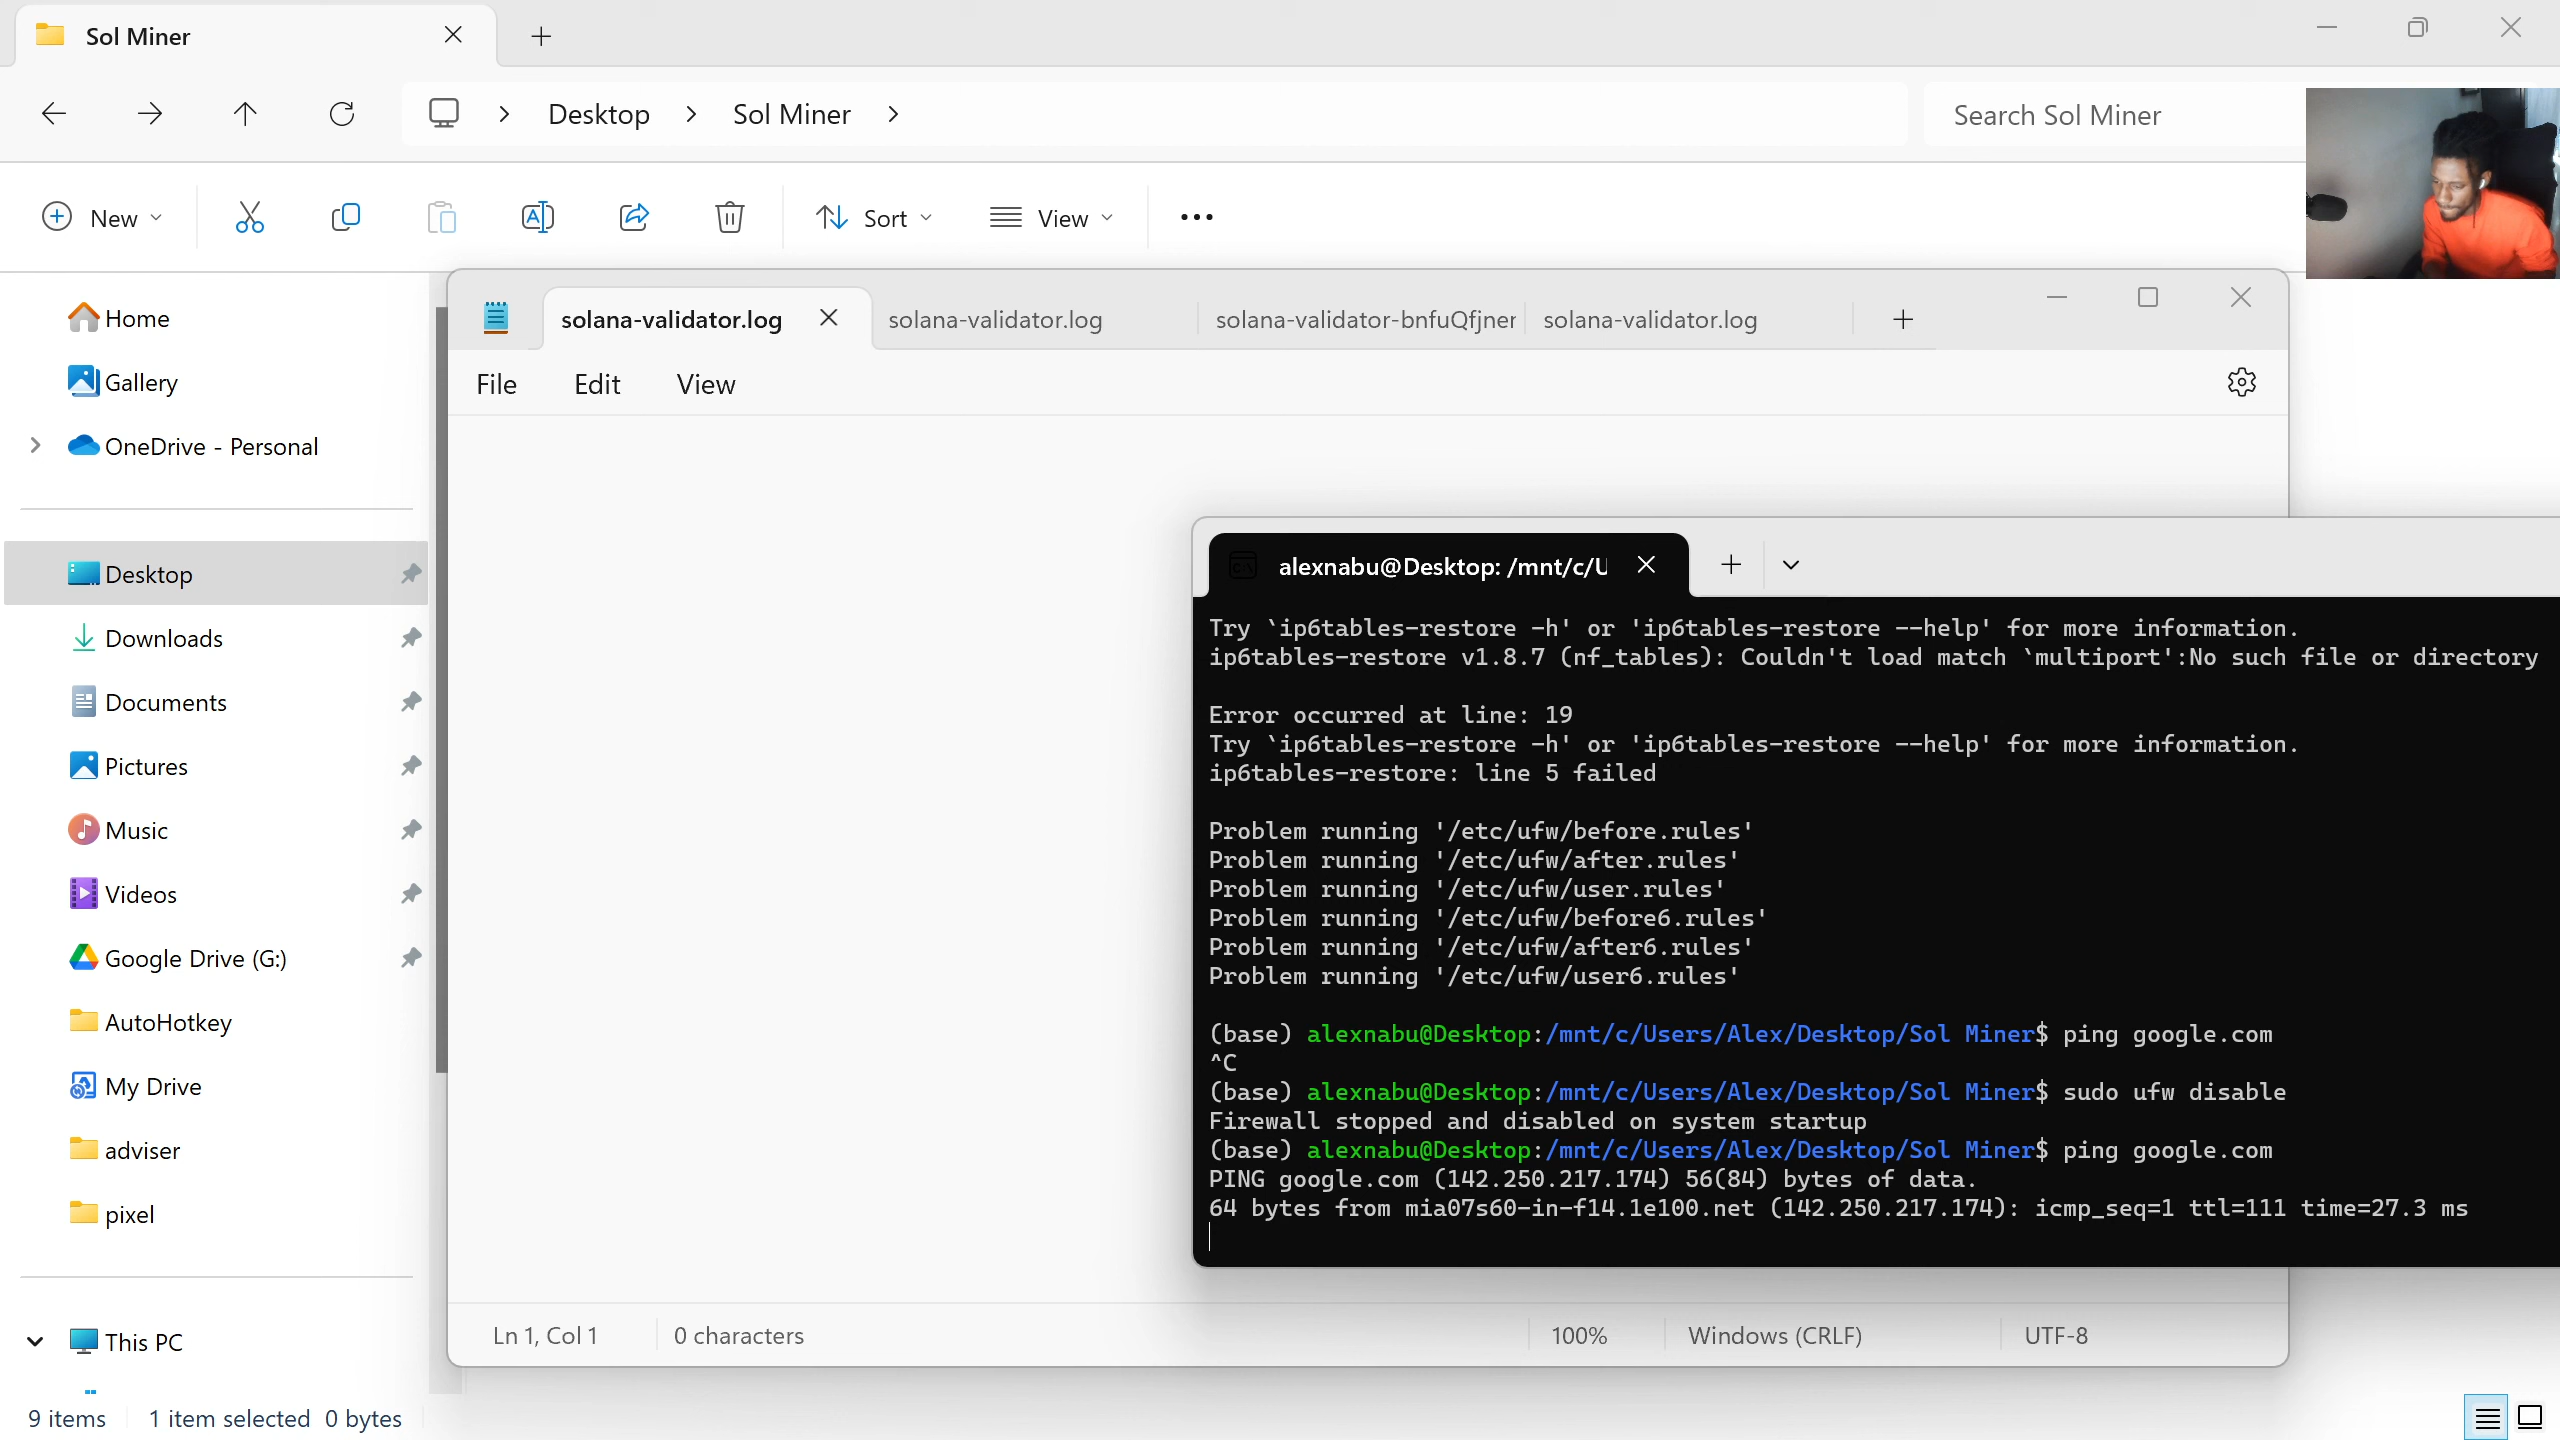 Sol Miner
Desktop
Sol Miner
Search Sol Miner
New
Sort
View
Home
Gallery
OneDrive - Personal
Desktop
Downloads
Documents
Pictures
Music
Videos
Google Drive (G:)
AutoHotkey
My Drive
adviser
pixel
This PC
9 items
1 item selected 0 bytes
solana-validator.log
solana-validator.log
solana-validator-bnfuQfjner
solana-validator.log
File
Edit
View
alexnabu@Desktop: /mnt/c/U
Try `ip6tables-restore -h' or 'ip6tables-restore --help' for more information.
ip6tables-restore v1.8.7 (nf_tables): Couldn't load match `multiport':No such file or directory
Error occurred at line: 19
Try `ip6tables-restore -h' or 'ip6tables-restore --help' for more information.
ip6tables-restore: line 5 failed
Problem running '/etc/ufw/before.rules'
Problem running '/etc/ufw/after.rules'
Problem running '/etc/ufw/user.rules'
Problem running '/etc/ufw/before6.rules'
Problem running '/etc/ufw/after6.rules'
Problem running '/etc/ufw/user6.rules'
(base) alexnabu@Desktop:/mnt/c/Users/Alex/Desktop/Sol Miner$ ping google.com
^C
(base) alexnabu@Desktop:/mnt/c/Users/Alex/Desktop/Sol Miner$ sudo ufw disable
Firewall stopped and disabled on system startup
(base) alexnabu@Desktop:/mnt/c/Users/Alex/Desktop/Sol Miner$ ping google.com
PING google.com (142.250.217.174) 56(84) bytes of data.
64 bytes from mia07s60-in-f14.1e100.net (142.250.217.174): icmp_seq=1 ttl=111 time=27.3 ms
Ln 1, Col 1
0 characters
100%
Windows (CRLF)
UTF-8